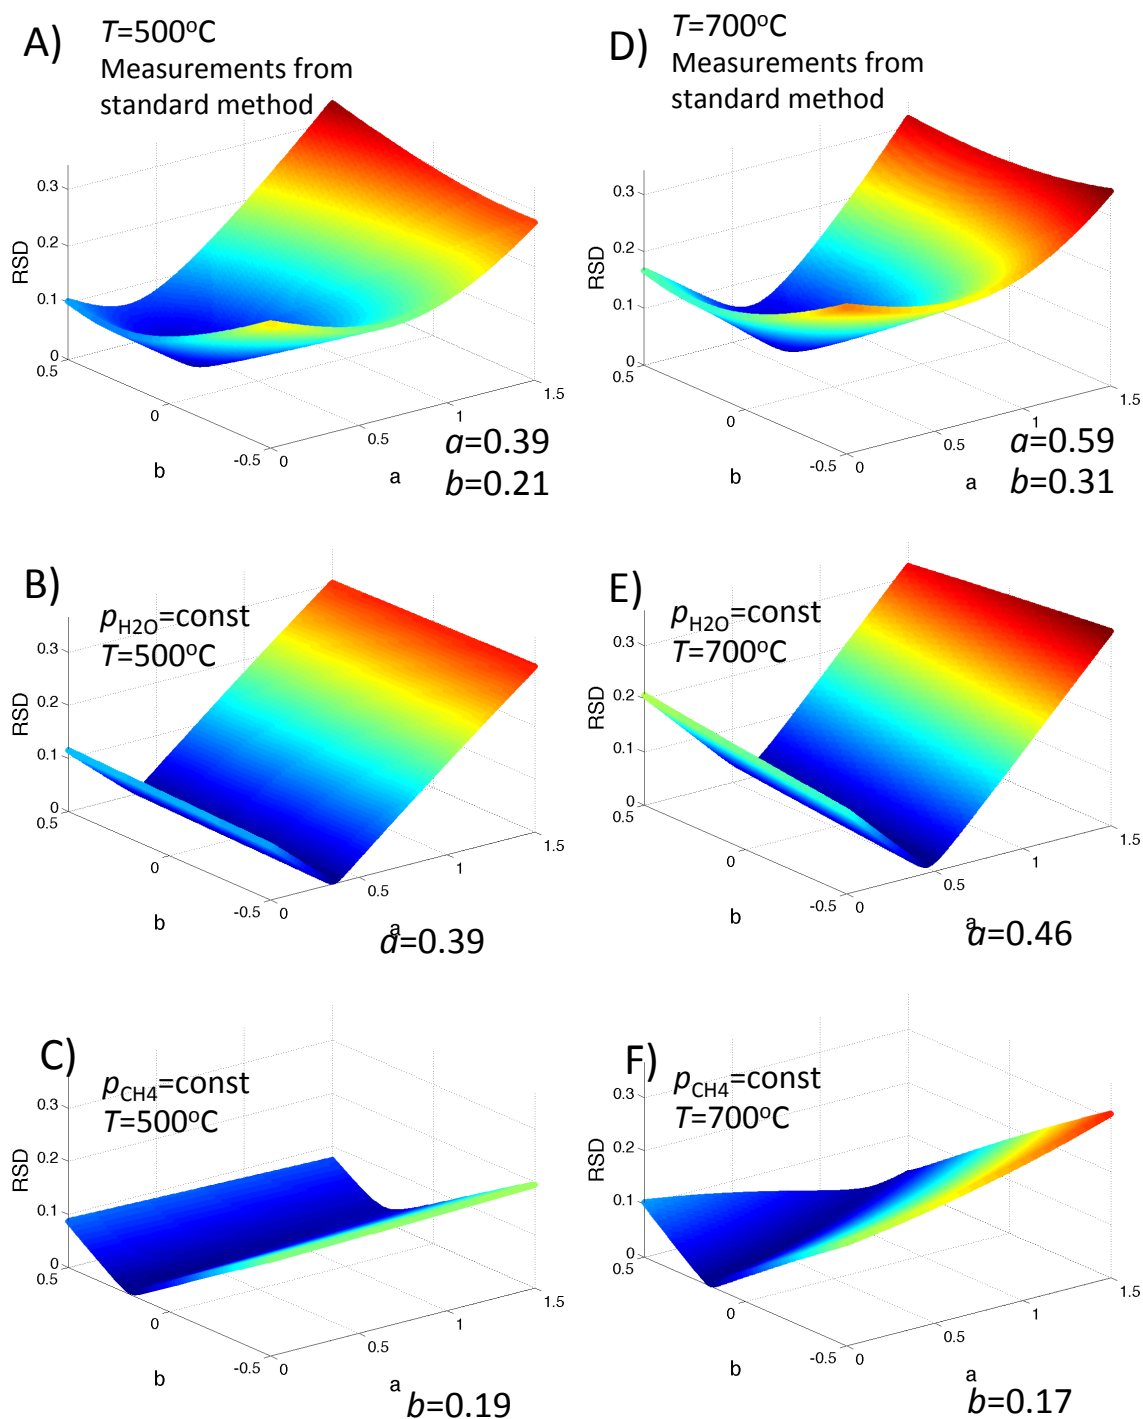 A)
T=500°C
Measurements from
standard method
0.3
0.2
0.1
0
RSD
0.5
0
-0.5
b
0
0.5
1
1.5
a
a=0.39
b=0.21
D)
T=700°C
Measurements from
standard method
0.3
0.2
0.1
0
RSD
0.5
0
-0.5
b
0
0.5
1
1.5
a
a=0.59
b=0.31
B)
pH2O=const
T=500°C
0.3
0.2
0.1
0
RSD
0.5
0
-0.5
b
0
0.5
1
1.5
a
a=0.39
E)
pH2O=const
T=700°C
0.3
0.2
0.1
0
RSD
0.5
0
-0.5
b
0
0.5
1
1.5
a
a=0.46
C)
pCH4=const
T=500°C
0.3
0.2
0.1
0
RSD
0.5
0
-0.5
b
0
0.5
1
1.5
a
b=0.19
F)
pCH4=const
T=700°C
0.3
0.2
0.1
0
RSD
0.5
0
-0.5
b
0
0.5
1
1.5
a
b=0.17